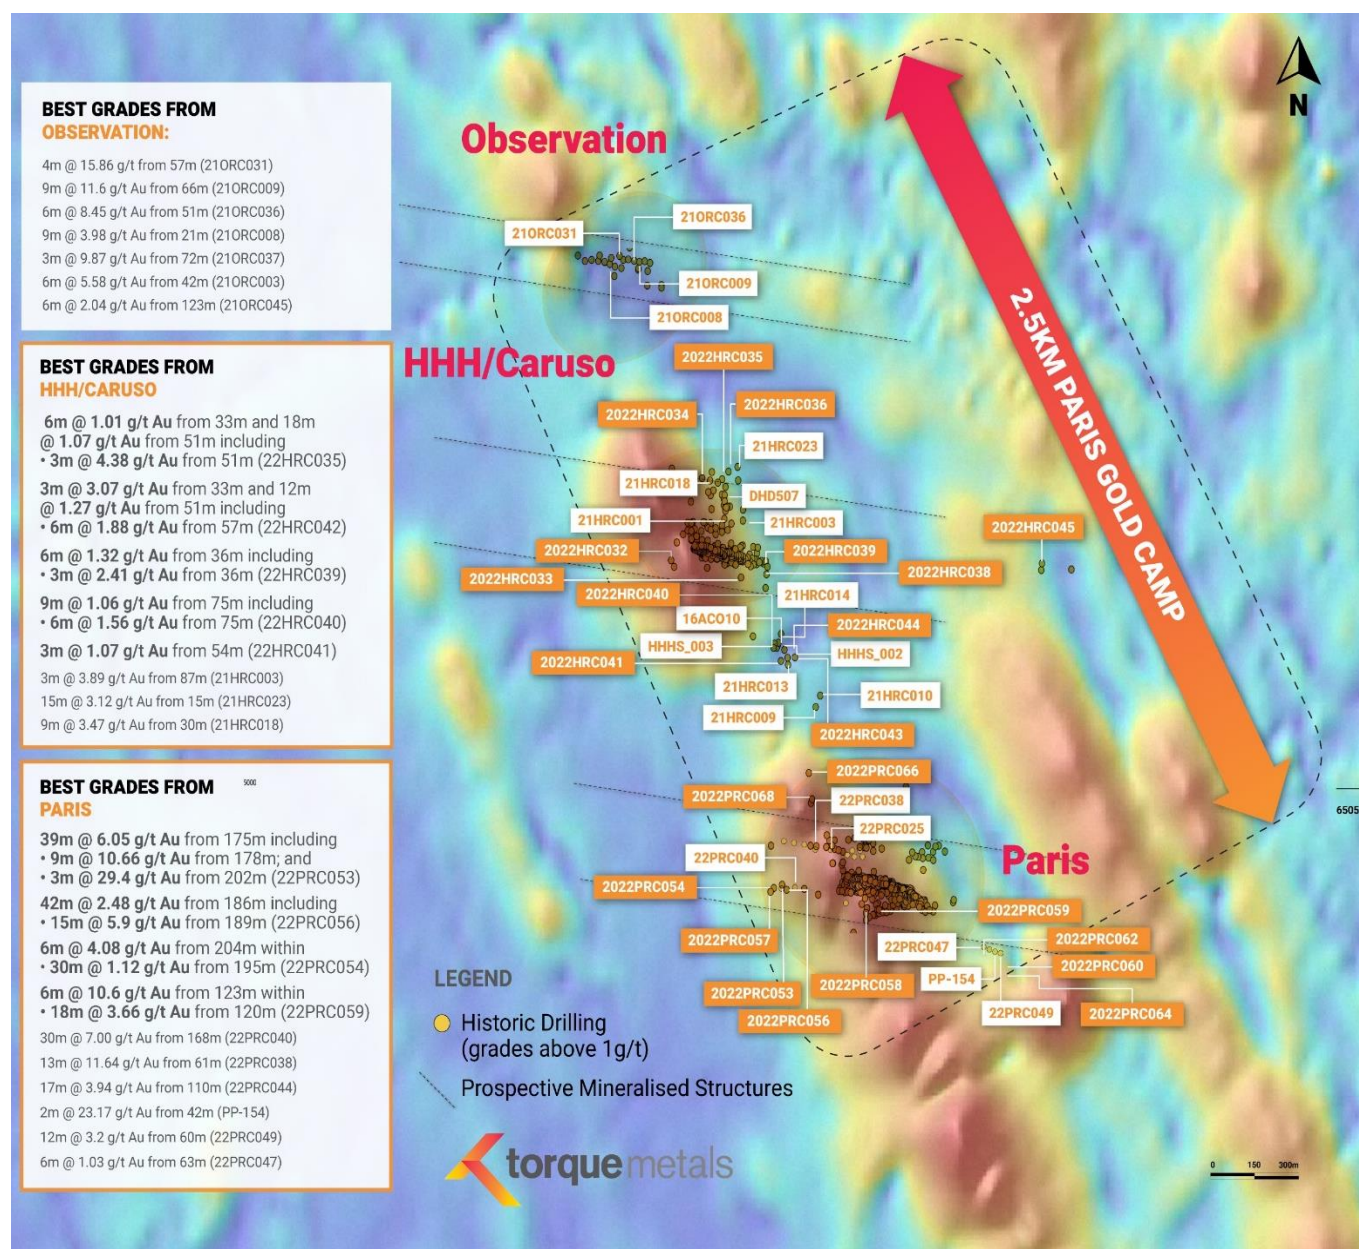 BEST GRADES FROM
OBSERVATION:
4m @ 15.86 g/t from 57m (21ORC031)
9m @ 11.6 g/t Au from 66m (21ORC009)
6m @ 8.45 g/t Au from 51m (21ORC036)
9m @ 3.98 g/t Au from 21m (21ORC008)
3m @ 9.87 g/t Au from 72m (21ORC037)
6m @ 5.58 g/t Au from 42m (21ORC003)
6m @ 2.04 g/t Au from 123m (21ORC045)
BEST GRADES FROM
HHH/CARUSO
6m @ 1.01 g/t Au from 33m and 18m
@ 1.07 g/t Au from 51m including
• 3m @ 4.38 g/t Au from 51m (22HRC035)
3m @ 3.07 g/t Au from 33m and 12m
@ 1.27 g/t Au from 51m including
• 6m @ 1.88 g/t Au from 57m (22HRC042)
6m @ 1.32 g/t Au from 36m including
• 3m @ 2.41 g/t Au from 36m (22HRC039)
9m @ 1.06 g/t Au from 75m including
• 6m @ 1.56 g/t Au from 75m (22HRC040)
3m @ 1.07 g/t Au from 54m (22HRC041)
3m @ 3.89 g/t Au from 87m (21HRC003)
15m @ 3.12 g/t Au from 15m (21HRC023)
9m @ 3.47 g/t Au from 30m (21HRC018)
BEST GRADES FROM
5000
PARIS
39m @ 6.05 g/t Au from 175m including
• 9m @ 10.66 g/t Au from 178m; and
• 3m @ 29.4 g/t Au from 202m (22PRC053)
42m @ 2.48 g/t Au from 186m including
• 15m @ 5.9 g/t Au from 189m (22PRC056)
6m @ 4.08 g/t Au from 204m within
• 30m @ 1.12 g/t Au from 195m (22PRC054)
6m @ 10.6 g/t Au from 123m within
• 18m @ 3.66 g/t Au from 120m (22PRC059)
30m @ 7.00 g/t Au from 168m (22PRC040)
13m @ 11.64 g/t Au from 61m (22PRC038)
17m @ 3.94 g/t Au from 110m (22PRC044)
2m @ 23.17 g/t Au from 42m (PP-154)
12m @ 3.2 g/t Au from 60m (22PRC049)
6m @ 1.03 g/t Au from 63m (22PRC047)
N
2.5KM PARIS GOLD CAMP
Observation
21ORC036
21ORC031
21ORC009
21ORC008
HHH/Caruso
2022HRC035
2022HRC036
2022HRC034
21HRC023
21HRC018
DHD507
21HRC001
21HRC003
2022HRC045
2022HRC032
2022HRC039
2022HRC033
2022HRC038
2022HRC040
21HRC014
16ACO10
2022HRC044
HHHS_003
HHHS_002
2022HRC041
21HRC013
21HRC010
21HRC009
2022HRC043
2022PRC066
2022PRC068
22PRC038
22PRC025
6505
Paris
22PRC040
2022PRC054
2022PRC059
2022PRC057
22PRC047
2022PRC062
2022PRC060
PP-154
2022PRC053
2022PRC058
2022PRC056
22PRC049
2022PRC064
LEGEND
Historic Drilling
(grades above 1g/t)
Prospective Mineralised Structures
torquemetals
0 150 300m